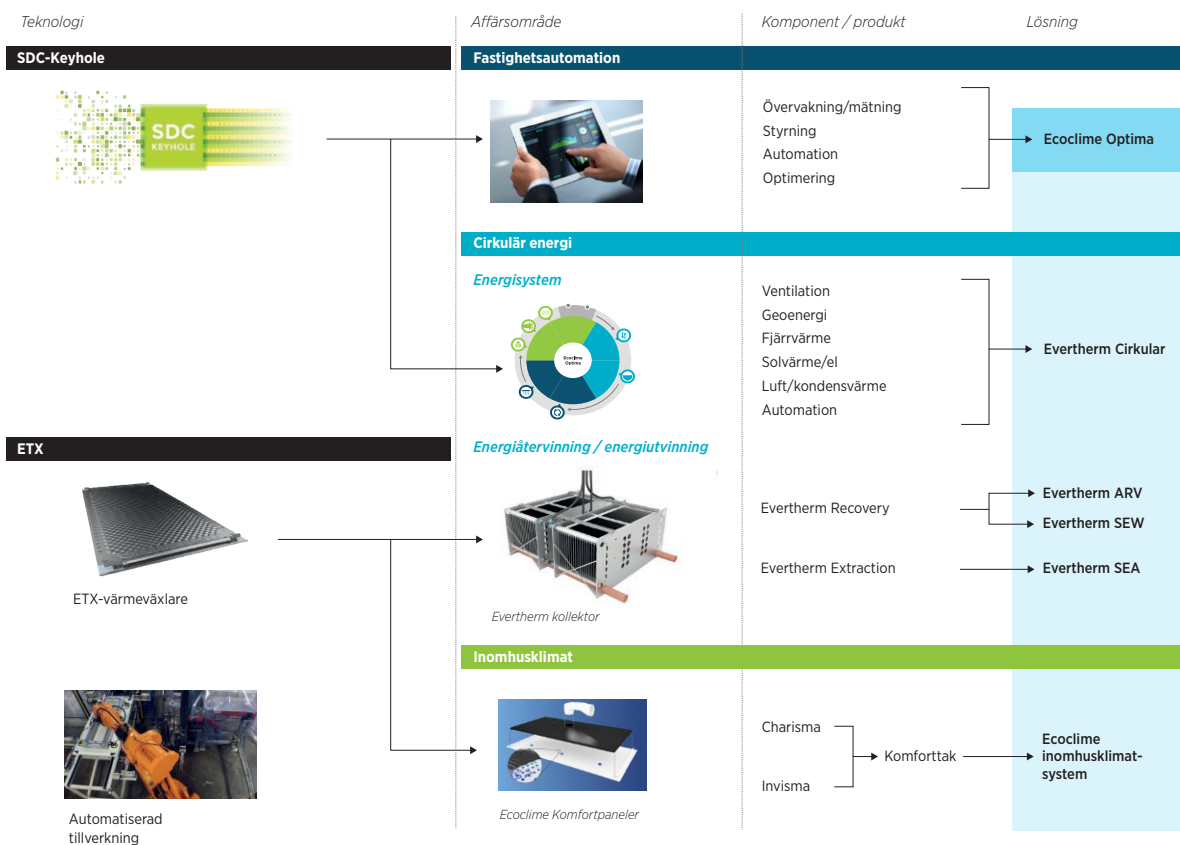 Teknologi
Affärsområde
Komponent / produkt
Lösning
SDC-Keyhole
Fastighetsautomation
SDC
KEYHOLE
Övervakning/mätning
Styrning
Automation
Optimering
Ecoclime Optima
Cirkulär energi
Energisystem
Ecoclime
Optima
Ventilation
Geoenergi
Fjärrvärme
Solvärme/el
Luft/kondensvärme
Automation
Evertherm Cirkular
ETX
Energiåtervinning / energiutvinning
ETX-värmeväxlare
Evertherm kollektor
Evertherm Recovery
Evertherm ARV
Evertherm SEW
Evertherm Extraction
Evertherm SEA
Inomhusklimat
Automatiserad
tillverkning
Ecoclime Komfortpaneler
Charisma
Invisma
Komforttak
Ecoclime
inomhusklimat-
system